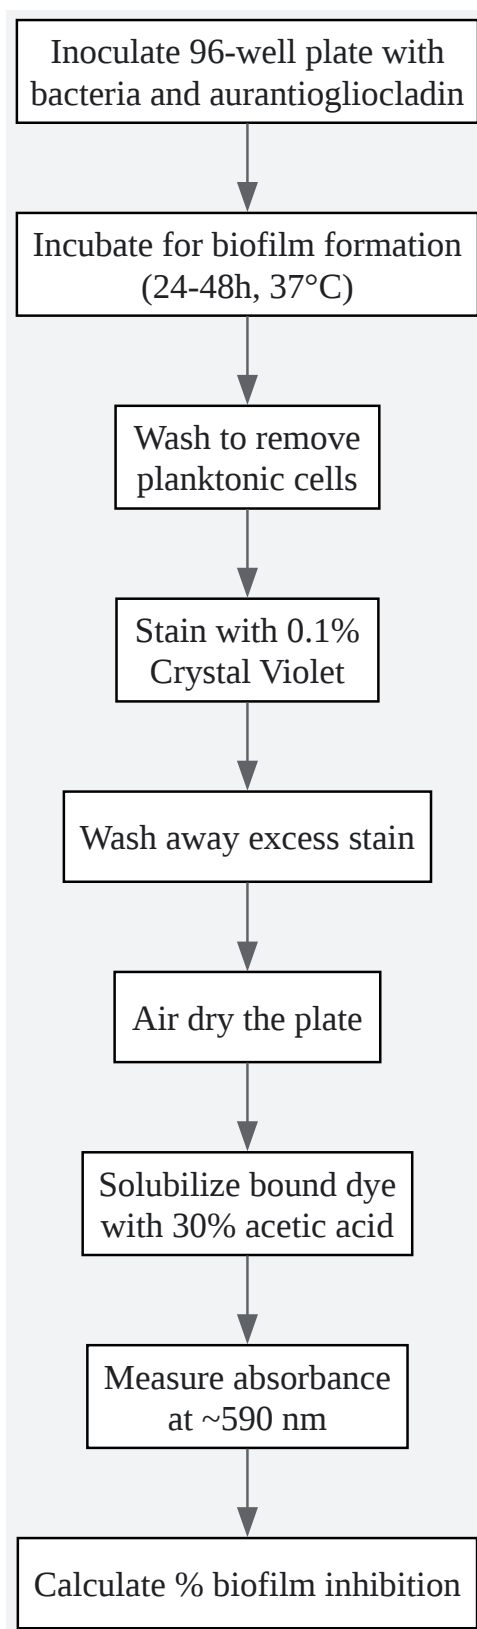 Inoculate 96-well plate with
bacteria and aurantiogliocladin
Incubate for biofilm formation
(24-48h, 37°C)
Wash to remove
planktonic cells
Stain with 0.1%
Crystal Violet
Wash away excess stain
Air dry the plate
Solubilize bound dye
with 30% acetic acid
Measure absorbance
at ~590 nm
Calculate % biofilm inhibition